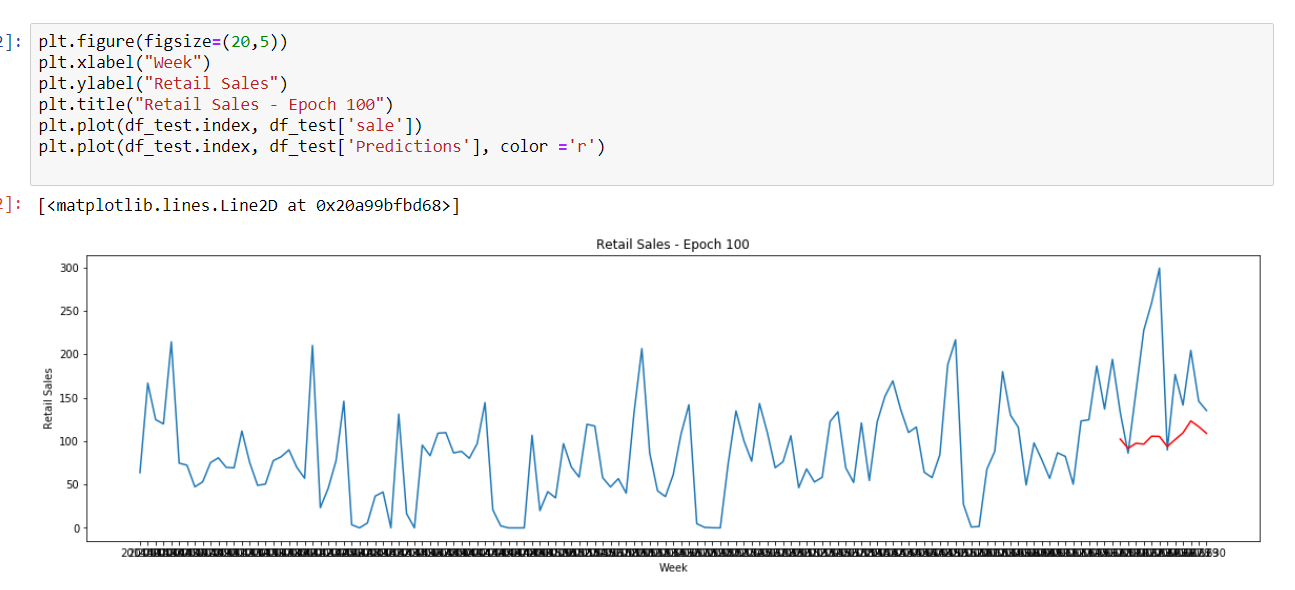 2]:
plt.figure(figsize=(20,5))
plt.xlabel("Week")
plt.ylabel("Retail Sales")
plt.title("Retail Sales - Epoch 100")
plt.plot(df_test.index, df_test['sale'])
plt.plot(df_test.index, df_test['Predictions'], color ='r')
2]: [<matplotlib.lines.Line2D at 0x20a99bfbd68>]
Retail Sales - Epoch 100
300
250
200
150
100
50
0
Retail Sales
Week